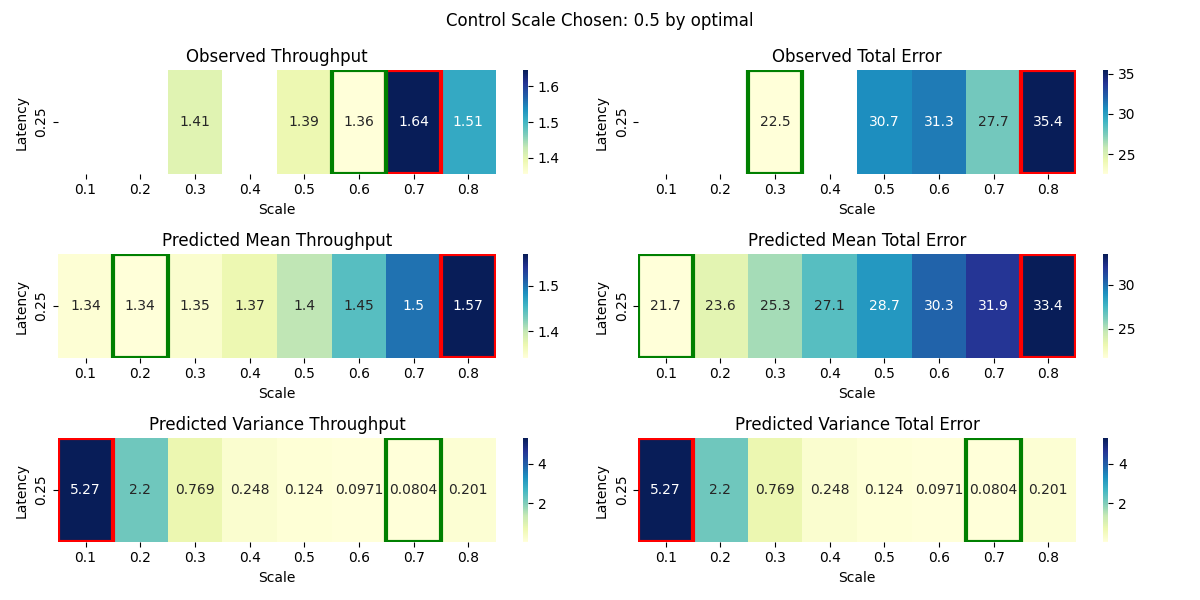 Control Scale Chosen: 0.5 by optimal
Observed Throughput
Latency
0.25
1.41 1.39 1.36 1.64 1.51
0.1 0.2 0.3 0.4 0.5 0.6 0.7 0.8
Scale
1.6
1.5
1.4
Observed Total Error
Latency
0.25
22.5 30.7 31.3 27.7 35.4
0.1 0.2 0.3 0.4 0.5 0.6 0.7 0.8
Scale
35
30
25
Predicted Mean Throughput
Latency
0.25
1.34 1.34 1.35 1.37 1.4 1.45 1.5 1.57
0.1 0.2 0.3 0.4 0.5 0.6 0.7 0.8
Scale
1.5
1.4
Predicted Mean Total Error
Latency
0.25
21.7 23.6 25.3 27.1 28.7 30.3 31.9 33.4
0.1 0.2 0.3 0.4 0.5 0.6 0.7 0.8
Scale
30
25
Predicted Variance Throughput
Latency
0.25
5.27 2.2 0.769 0.248 0.124 0.0971 0.0804 0.201
0.1 0.2 0.3 0.4 0.5 0.6 0.7 0.8
Scale
4
2
Predicted Variance Total Error
Latency
0.25
5.27 2.2 0.769 0.248 0.124 0.0971 0.0804 0.201
0.1 0.2 0.3 0.4 0.5 0.6 0.7 0.8
Scale
4
2